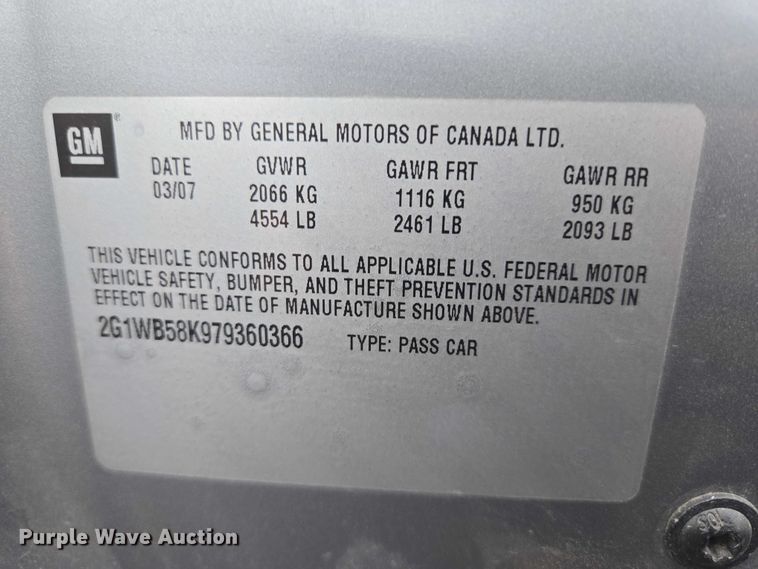 GM
MFD BY GENERAL MOTORS OF CANADA LTD.
DATE GVWR GAWR FRT GAWR RR
03/07 2066 KG 1116 KG 950 KG
4554 LB 2461 LB 2093 LB
THIS VEHICLE CONFORMS TO ALL APPLICABLE U.S. FEDERAL MOTOR
VEHICLE SAFETY, BUMPER, AND THEFT PREVENTION STANDARDS IN
EFFECT ON THE DATE OF MANUFACTURE SHOWN ABOVE.
2G1WB58K979360366 TYPE: PASS CAR
Purple Wave Auction